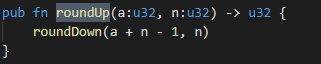 pub fn roundUp(a:u32, n:u32) -> u32 {
    roundDown(a + n - 1, n)
}